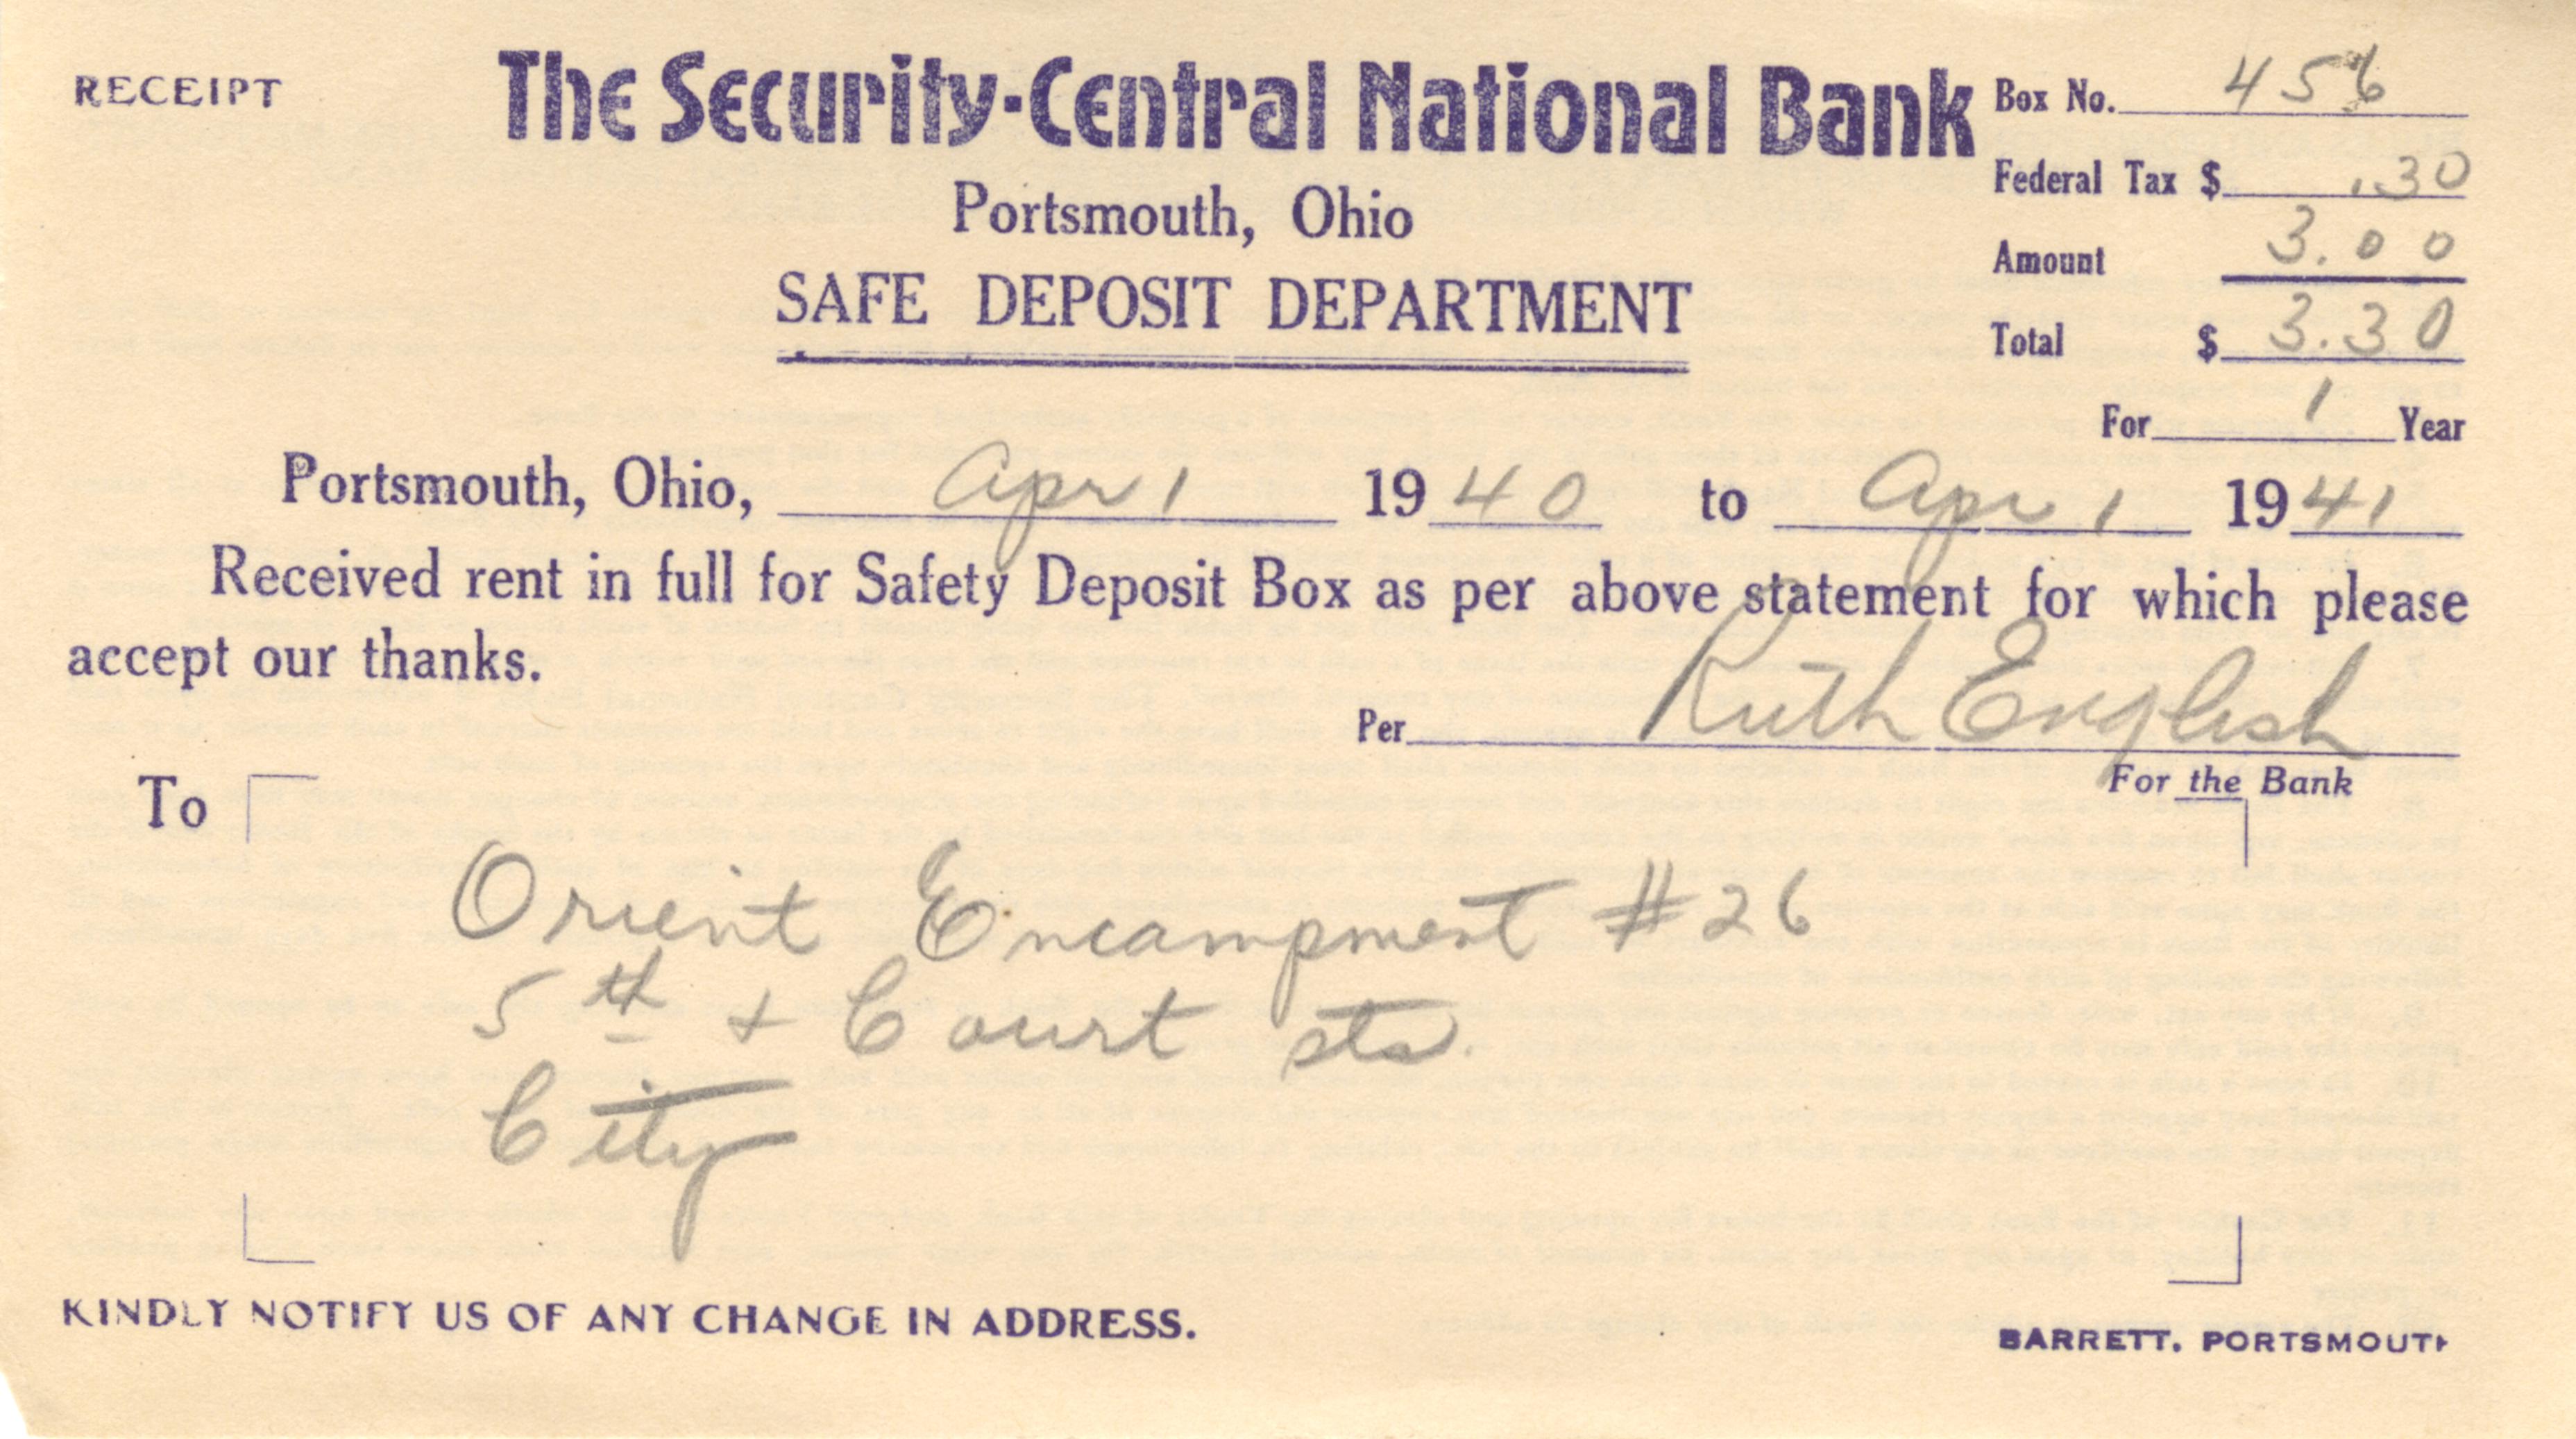 RECEIPT
The Security-Central National Bank
Portsmouth, Ohio
SAFE DEPOSIT DEPARTMENT
Box No. 456
Federal Tax $ .30
Amount 3.00
Total $ 3.30
For 1 Year
Portsmouth, Ohio, Apr 1 1940 to Apr 1 1941
Received rent in full for Safety Deposit Box as per above statement for which please
accept our thanks.
Per Ruth English
For the Bank
To
Orient Encampment #26
5th + Court sts.
City
KINDLY NOTIFY US OF ANY CHANGE IN ADDRESS.
BARRETT. PORTSMOUTH